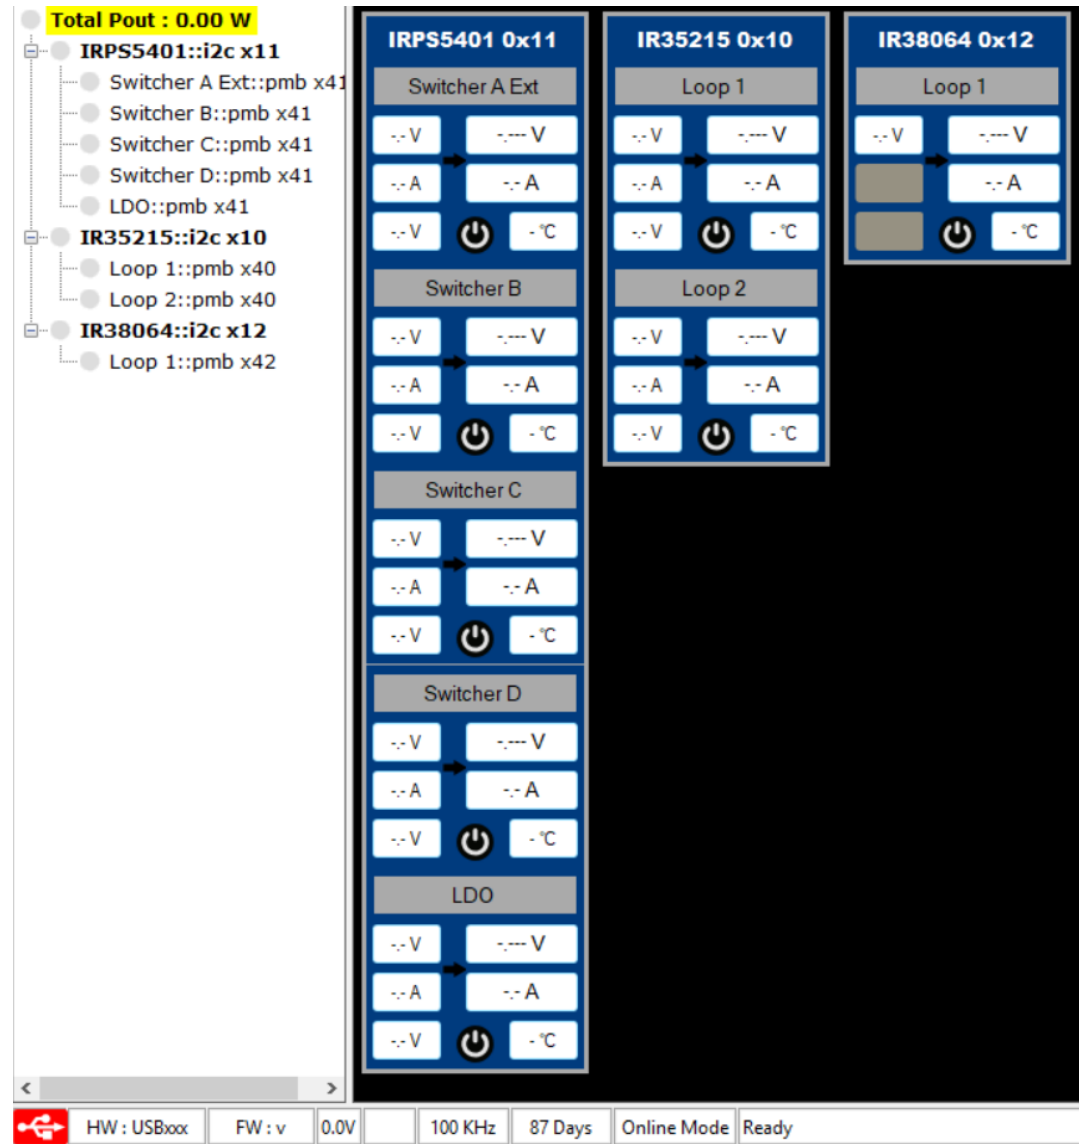 Total Pout : 0.00 W
IRPS5401::i2c x11
Switcher A Ext::pmb x41
Switcher B::pmb x41
Switcher C::pmb x41
Switcher D::pmb x41
LDO::pmb x41
IR35215::i2c x10
Loop 1::pmb x40
Loop 2::pmb x40
IR38064::i2c x12
Loop 1::pmb x42
IRPS5401 0x11
Switcher A Ext
-.- V -.--- V
-.- A -.- A
-.- V - °C
Switcher B
-.- V -.--- V
-.- A -.- A
-.- V - °C
Switcher C
-.- V -.--- V
-.- A -.- A
-.- V - °C
Switcher D
-.- V -.--- V
-.- A -.- A
-.- V - °C
LDO
-.- V -.--- V
-.- A -.- A
-.- V - °C
IR35215 0x10
Loop 1
-.- V -.--- V
-.- A -.- A
-.- V - °C
Loop 2
-.- V -.--- V
-.- A -.- A
-.- V - °C
IR38064 0x12
Loop 1
-.- V -.--- V
-.- A
- °C
HW : USBxxx FW : v 0.0V 100 KHz 87 Days Online Mode Ready